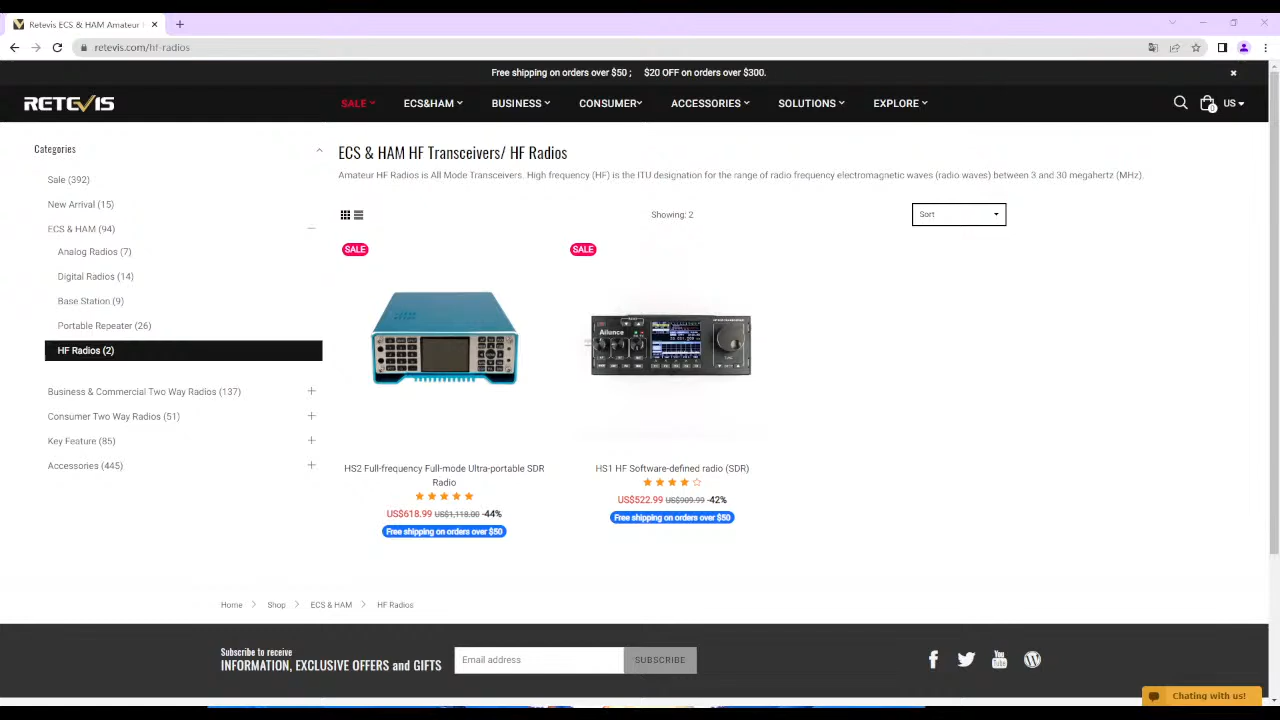 Retevis ECS & HAM Amateur
retevis.com/hf-radios
Free shipping on orders over $50 ; $20 OFF on orders over $300.
RETEVIS
SALE
ECS&HAM
BUSINESS
CONSUMER
ACCESSORIES
SOLUTIONS
EXPLORE
0
US
Categories
Sale (392)
New Arrival (15)
ECS & HAM (94)
Analog Radios (7)
Digital Radios (14)
Base Station (9)
Portable Repeater (26)
HF Radios (2)
Business & Commercial Two Way Radios (137)
Consumer Two Way Radios (51)
Key Feature (85)
Accessories (445)
ECS & HAM HF Transceivers/ HF Radios
Amateur HF Radios is All Mode Transceivers. High frequency (HF) is the ITU designation for the range of radio frequency electromagnetic waves (radio waves) between 3 and 30 megahertz (MHz).
Showing: 2
Sort
SALE
HS2 Full-frequency Full-mode Ultra-portable SDR
Radio
US$618.99 US$1,118.00 -44%
Free shipping on orders over $50
SALE
Ailunce
HS1 HF Software-defined radio (SDR)
US$522.99 US$909.99 -42%
Free shipping on orders over $50
Home
Shop
ECS & HAM
HF Radios
Subscribe to receive
INFORMATION, EXCLUSIVE OFFERS and GIFTS
Email address
SUBSCRIBE
You
Tube
Chating with us!